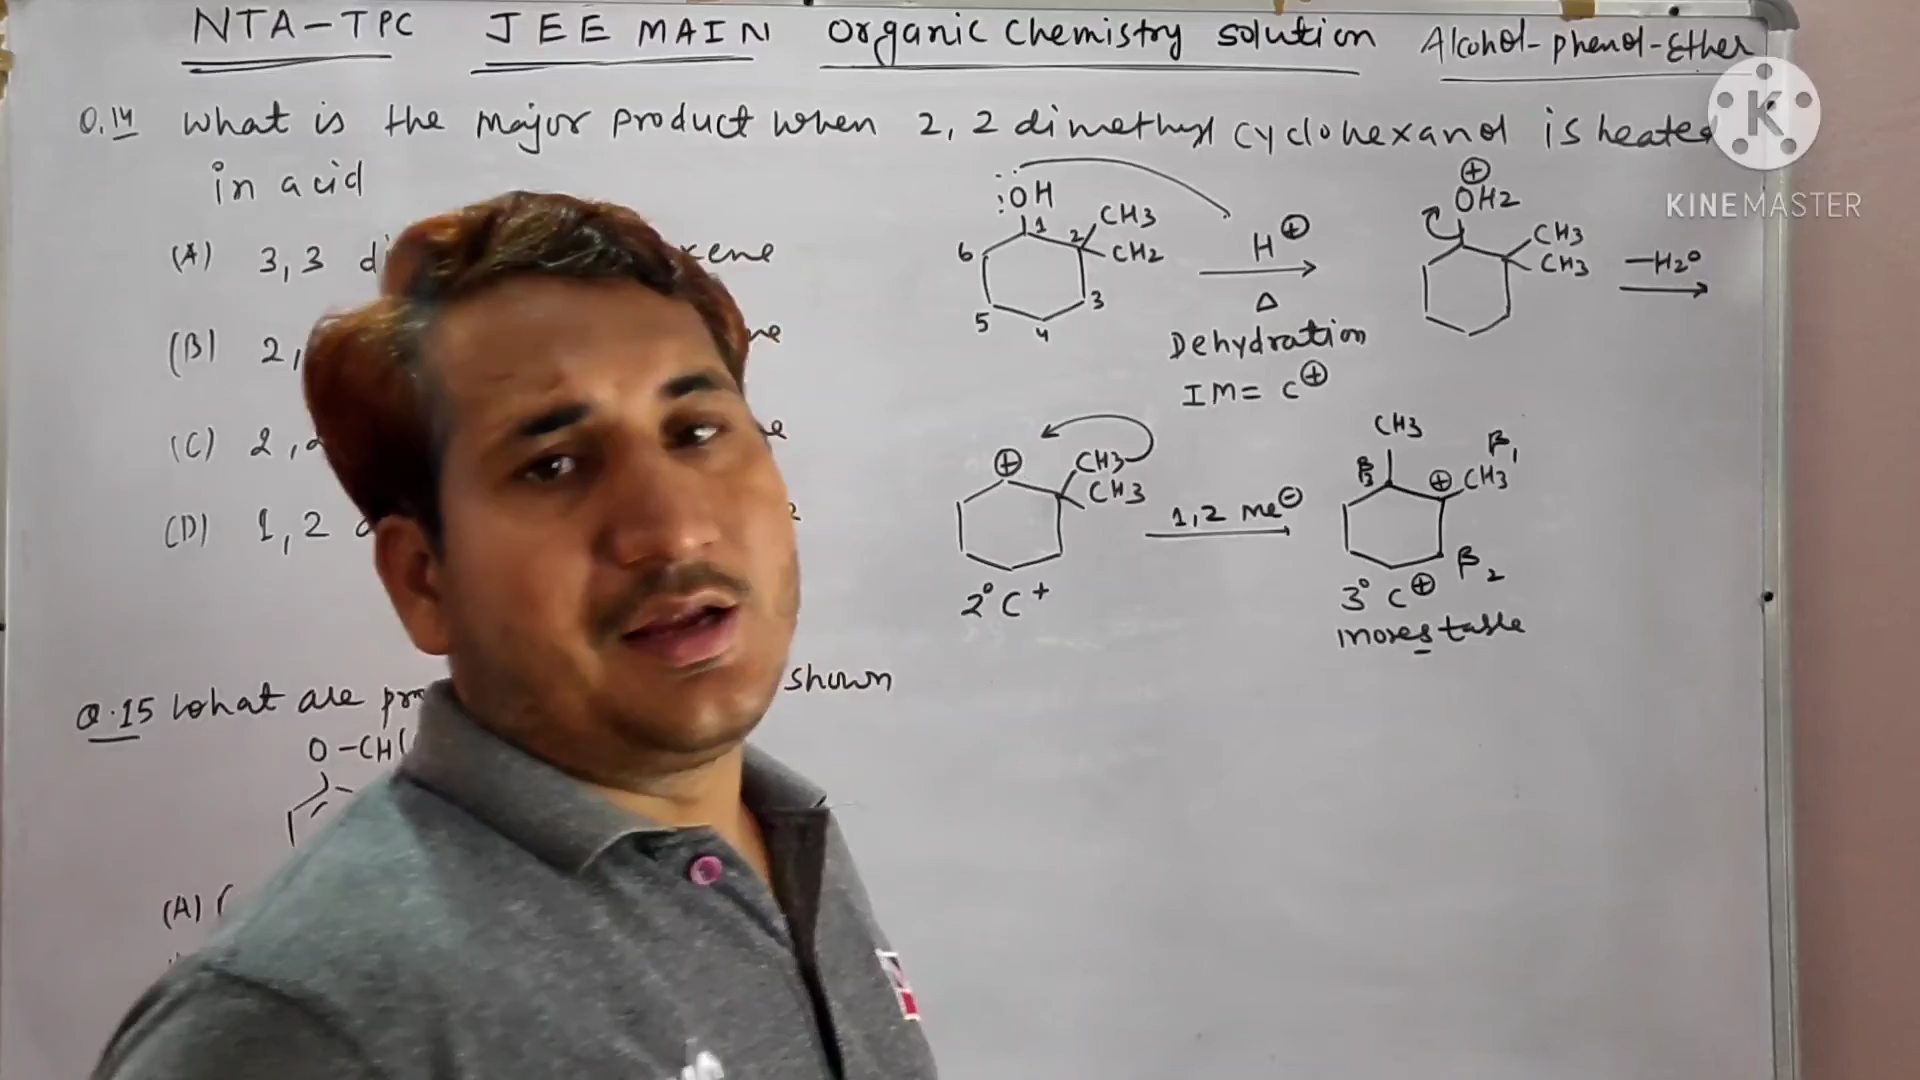 NTA-TPC JEE MAIN Organic Chemistry solution Alcohol-phenol-Ether
Q.14 What is the major product when 2,2 dimethyl cyclohexanol is heated
in acid
(A) 3,3
(B) 2,
(C) 2,
(D) 1,2
:OH
1
2
3
4
5
6
CH3
CH2
H⊕
Δ
Dehydration
IM= C⊕
⊕
OH2
CH3
CH3
-H2O
⊕
CH3
CH3
2° C+
1,2 Me⊖
CH3
β3
⊕
CH3
β1
β2
3° C⊕
more stable
Q.15 What are shown
O-CH(
(A) (
K
KINEMASTER